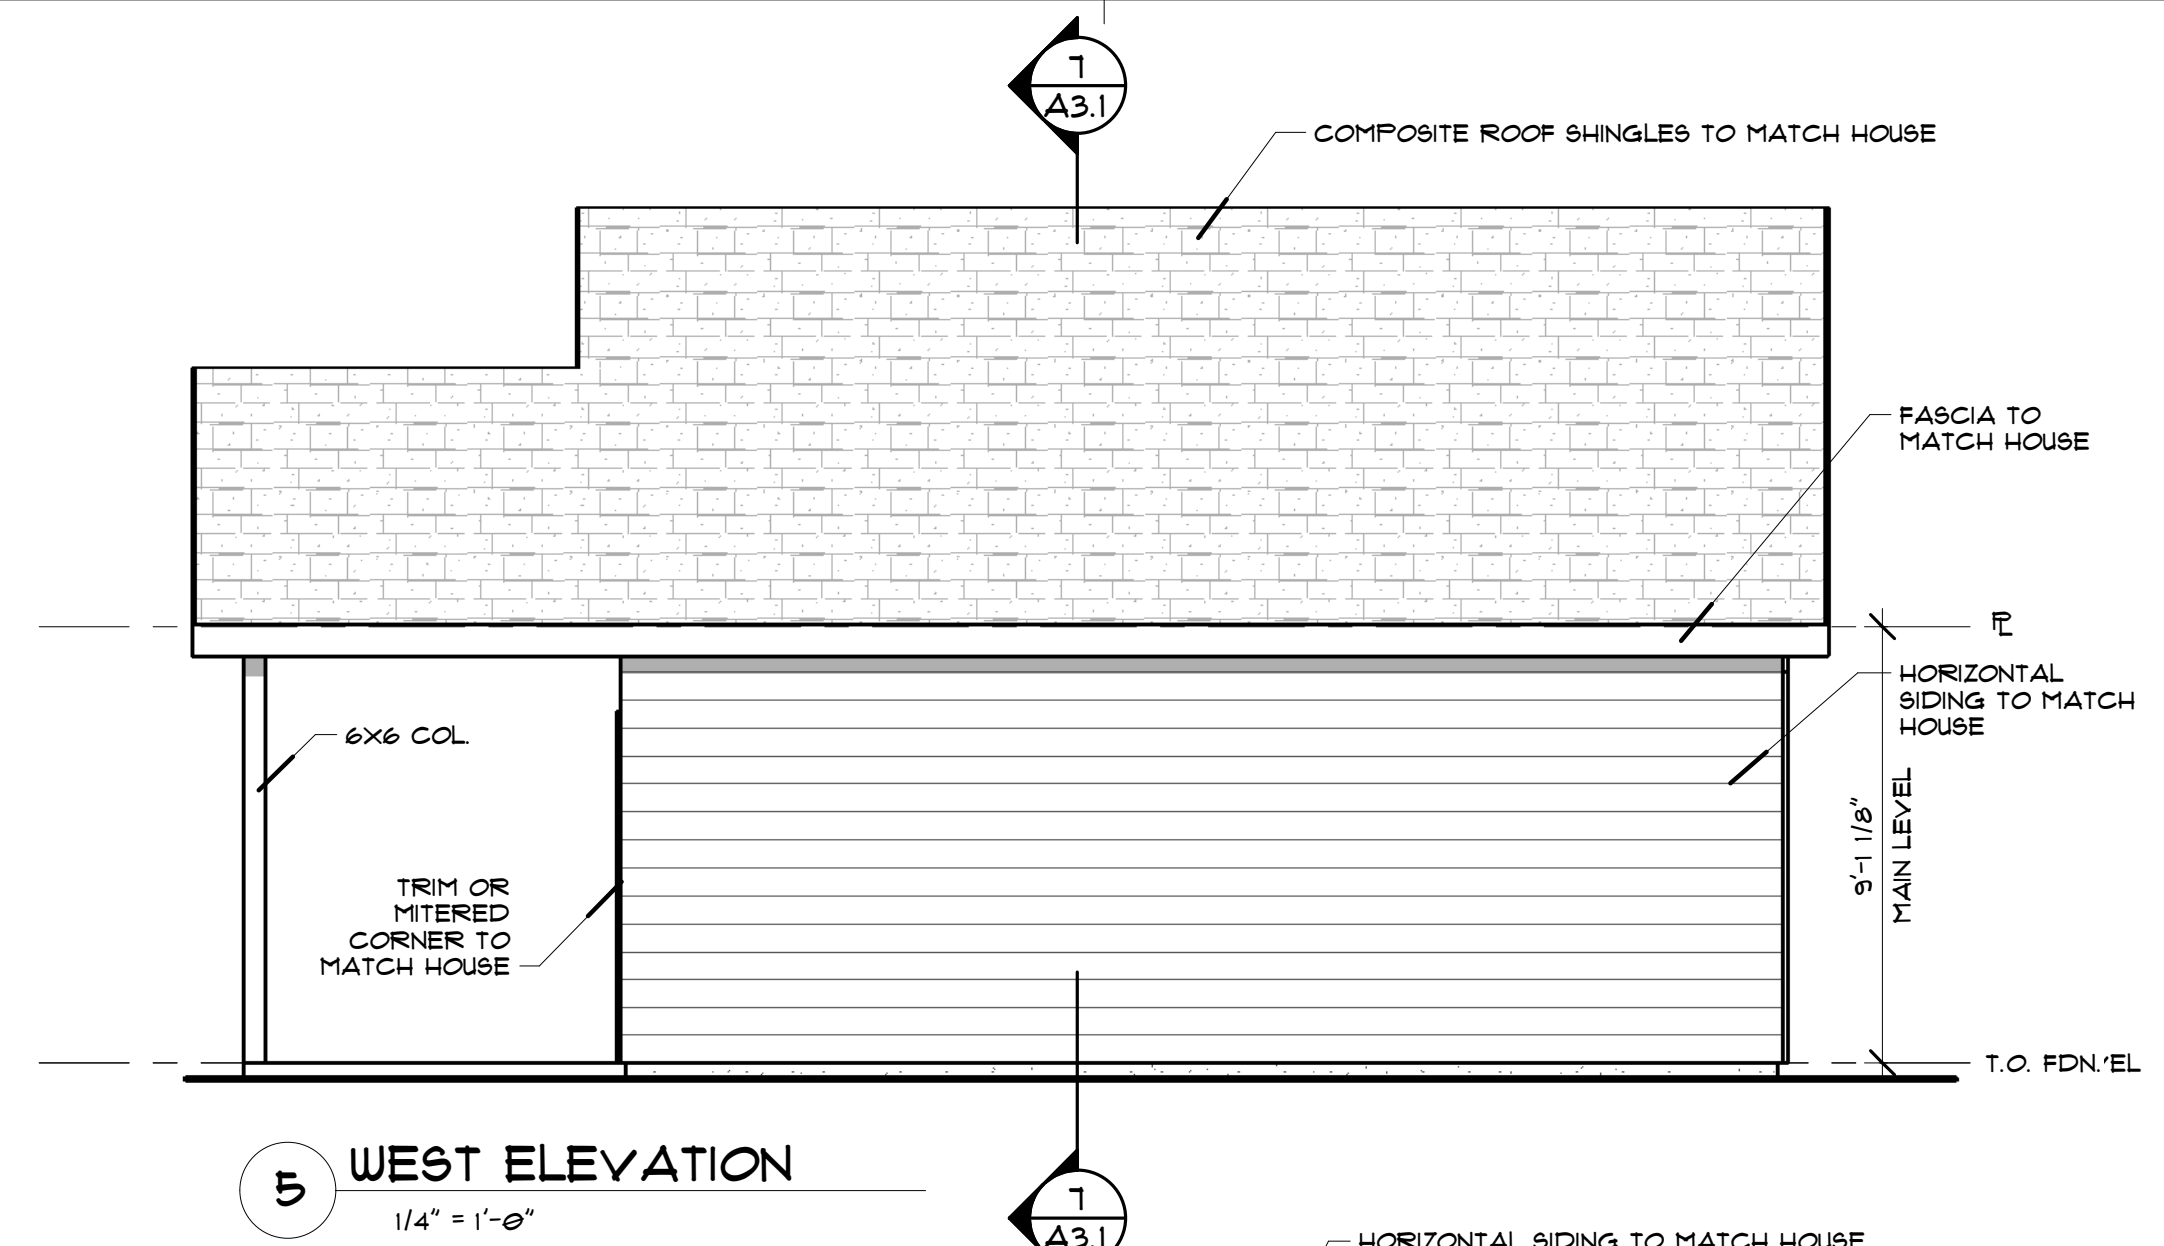 7
A3.1
COMPOSITE ROOF SHINGLES TO MATCH HOUSE
FASCIA TO
MATCH HOUSE
PL
HORIZONTAL
SIDING TO MATCH
HOUSE
6X6 COL.
9'-1 1/8"
MAIN LEVEL
TRIM OR
MITERED
CORNER TO
MATCH HOUSE
T.O. FDN.'EL
5
WEST ELEVATION
1/4" = 1'-0"
7
A3.1
HORIZONTAL SIDING TO MATCH HOUSE